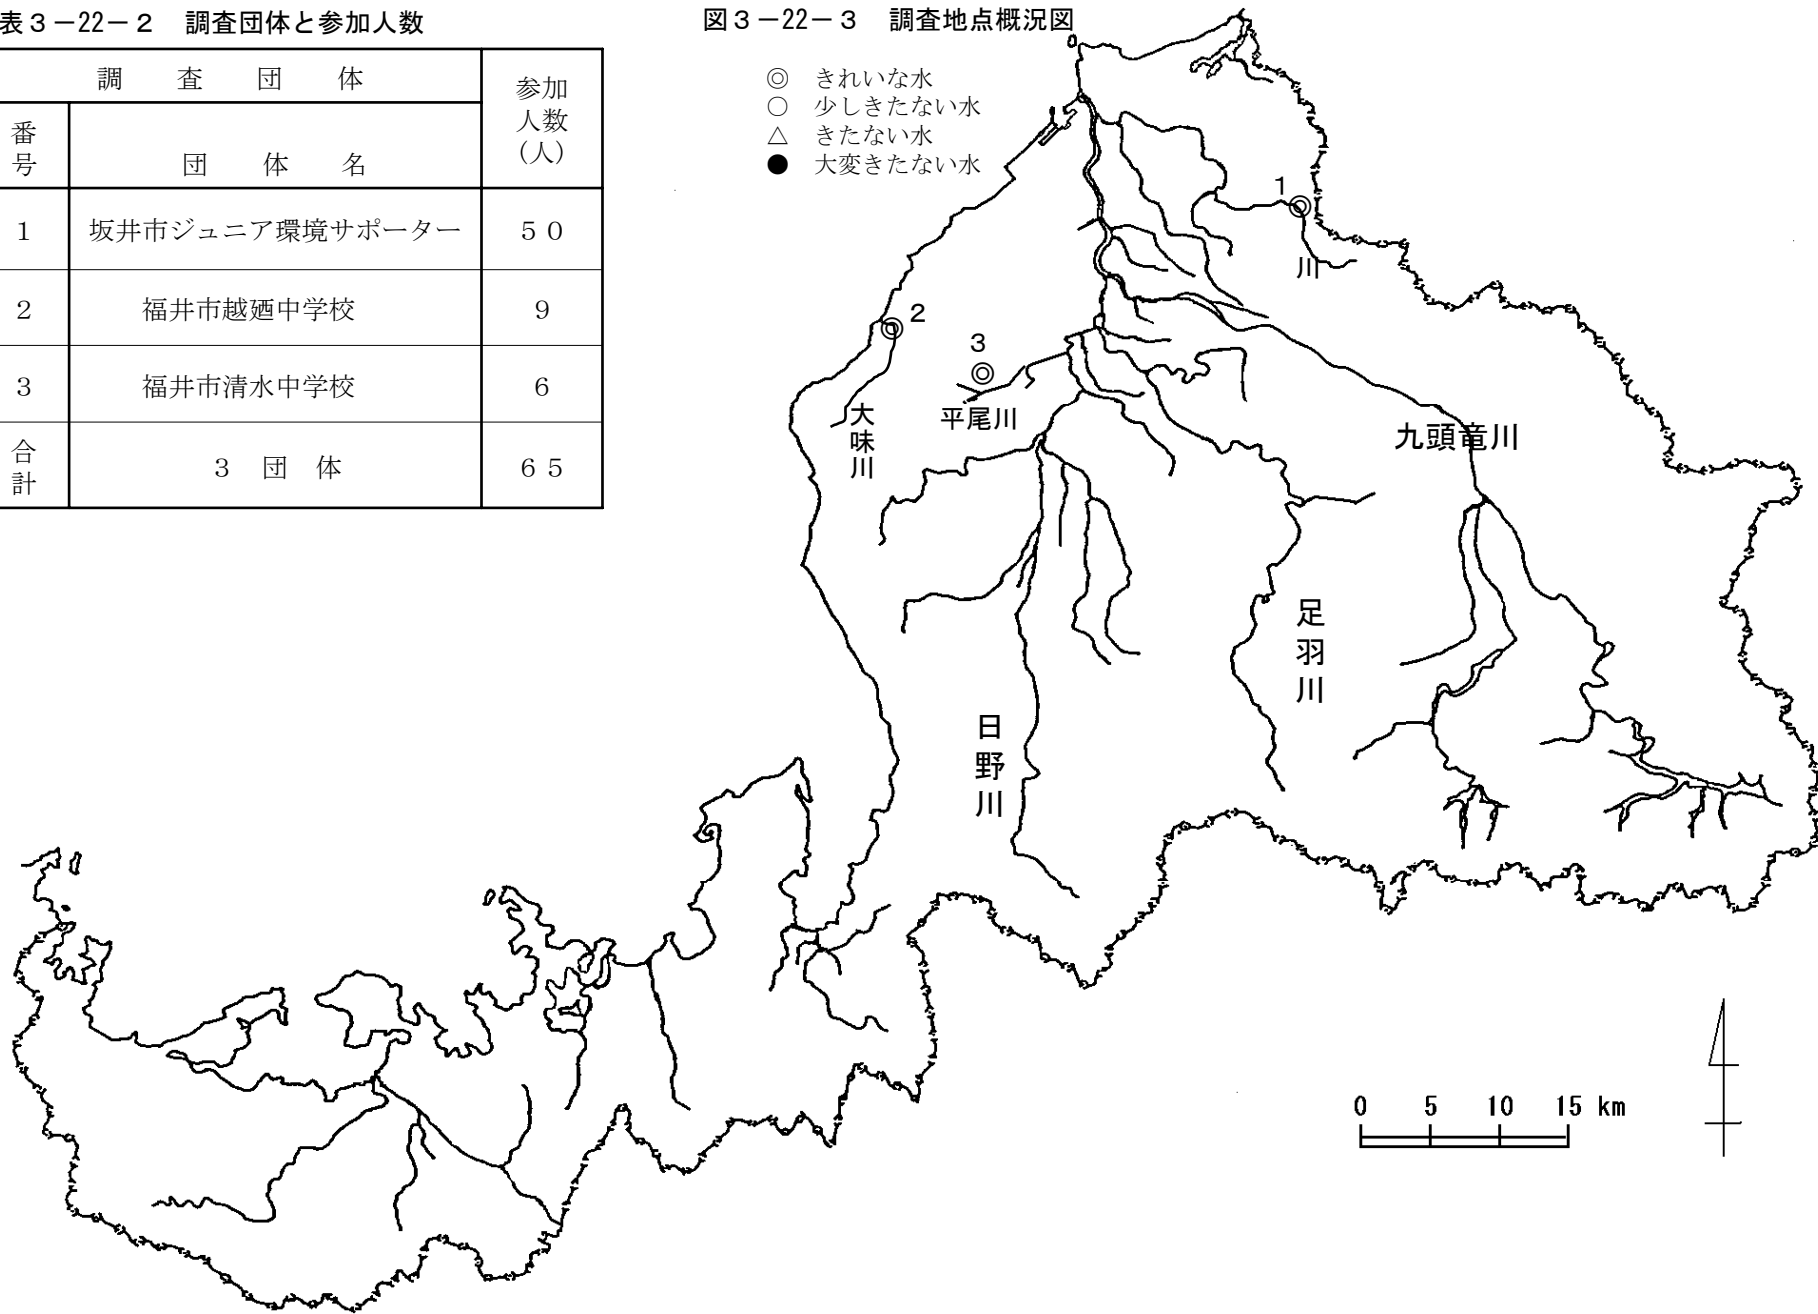 表3－22－2　調査団体と参加人数
調　査　団　体
参加
人数
(人)
番
号
団　体　名
1　坂井市ジュニア環境サポーター　50
2　福井市越廼中学校　9
3　福井市清水中学校　6
合
計
3　団　体　65
図3－22－3　調査地点概況図
◎　きれいな水
○　少しきたない水
△　きたない水
●　大変きたない水
1
川
2
3
大味川
平尾川
九頭竜川
足羽川
日野川
0　5　10　15 km